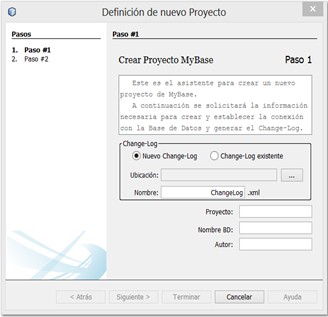 Definición de nuevo Proyecto
Pasos
1. Paso #1
2. Paso #2
Paso #1
Crear Proyecto MyBase Paso 1
Este es el asistente para crear un nuevo
proyecto de MyBase.
A continuación se solicitará la información
necesaria para crear y establecer la conexión
con la Base de Datos y generar el Change-Log.
Change-Log
Nuevo Change-Log Change-Log existente
Ubicación: ...
Nombre: ChangeLog .xml
Proyecto:
Nombre BD:
Autor:
< Atrás Siguiente > Terminar Cancelar Ayuda